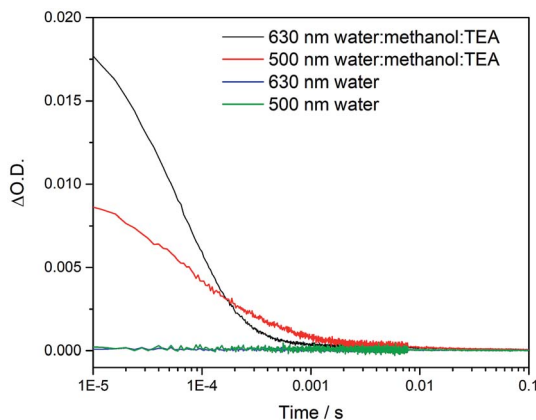 0.020
0.015
0.010
0.005
0.000
ΔO.D.
630 nm water:methanol:TEA
500 nm water:methanol:TEA
630 nm water
500 nm water
1E-5 1E-4 0.001 0.01 0.1
Time / s